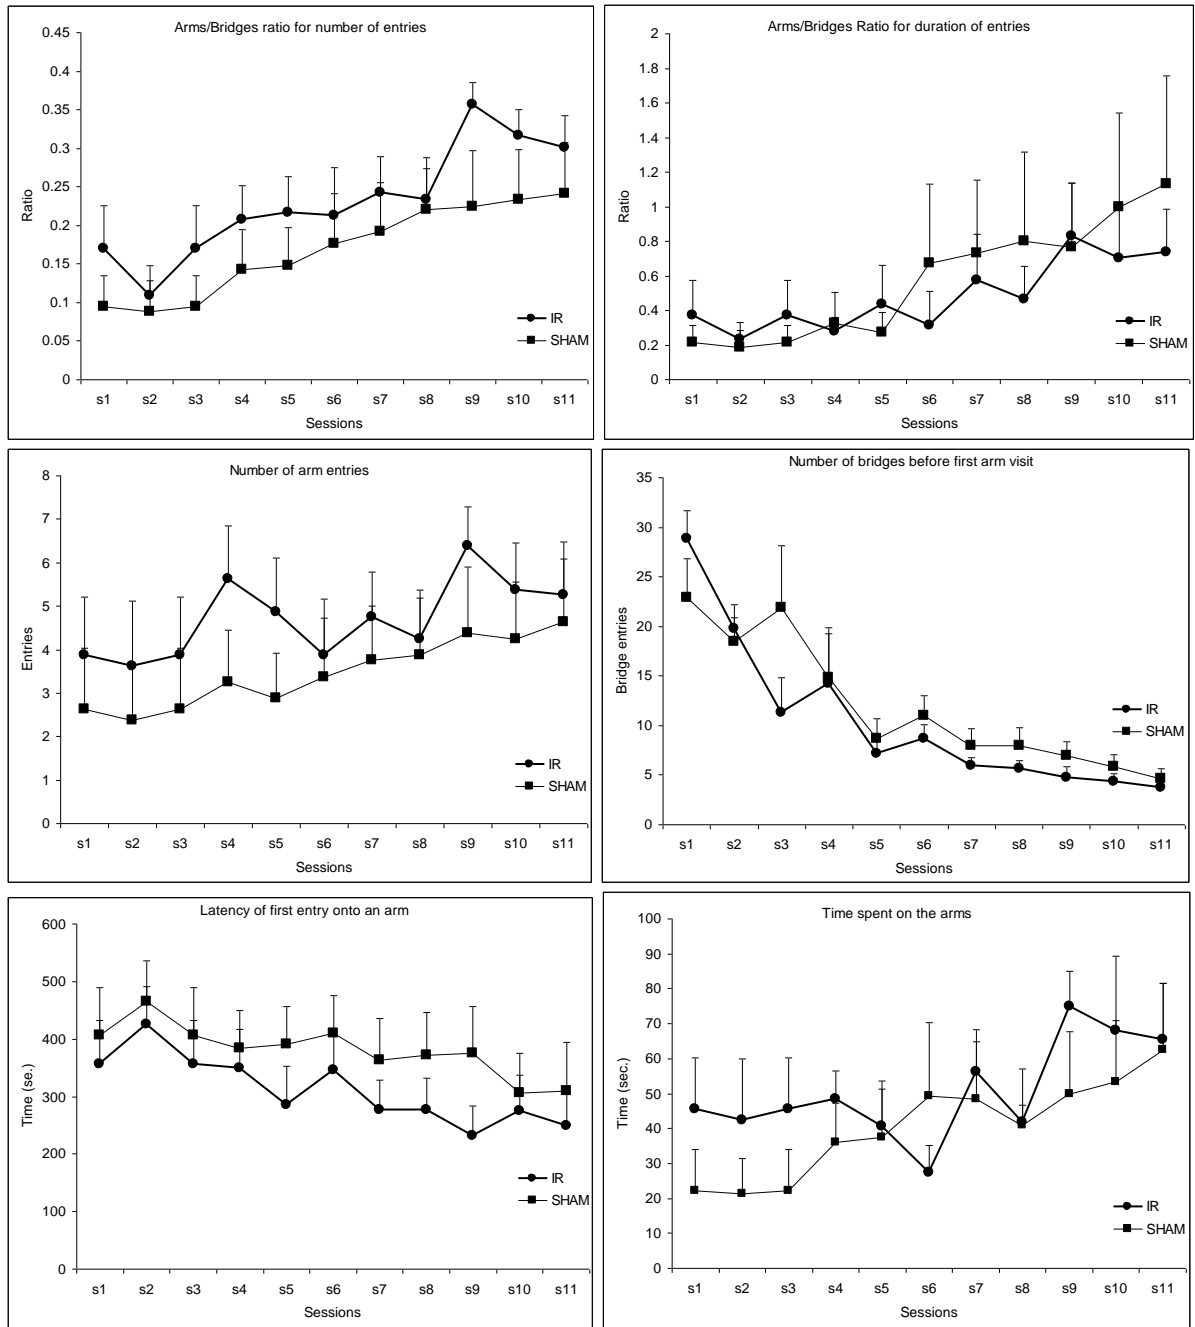 Arms/Bridges ratio for number of entries
0.45
0.4
0.35
0.3
0.25
0.2
0.15
0.1
0.05
0
Ratio
IR
SHAM
s1 s2 s3 s4 s5 s6 s7 s8 s9 s10 s11
Sessions
Arms/Bridges Ratio for duration of entries
2
1.8
1.6
1.4
1.2
1
0.8
0.6
0.4
0.2
0
Ratio
IR
SHAM
s1 s2 s3 s4 s5 s6 s7 s8 s9 s10 s11
Sessions
Number of arm entries
8
7
6
5
4
3
2
1
0
Entries
IR
SHAM
s1 s2 s3 s4 s5 s6 s7 s8 s9 s10 s11
Sessions
Number of bridges before first arm visit
35
30
25
20
15
10
5
0
Bridge entries
IR
SHAM
s1 s2 s3 s4 s5 s6 s7 s8 s9 s10 s11
Sessions
Latency of first entry onto an arm
600
500
400
300
200
100
0
Time (se.)
IR
SHAM
s1 s2 s3 s4 s5 s6 s7 s8 s9 s10 s11
Sessions
Time spent on the arms
100
90
80
70
60
50
40
30
20
10
0
Time (sec.)
IR
SHAM
s1 s2 s3 s4 s5 s6 s7 s8 s9 s10 s11
Sessions